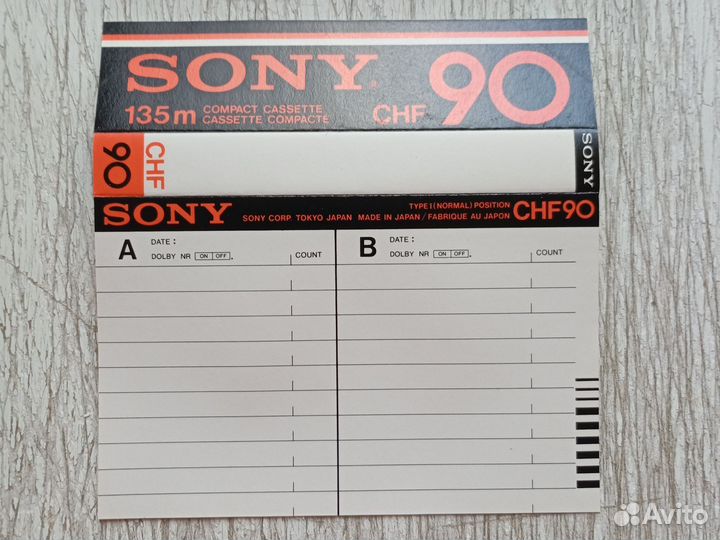 SONY. CHF 90
135m COMPACT CASSETTE
CASSETTE COMPACTE
CHF 90
SONY
SONY SONY CORP TOKYO JAPAN MADE IN JAPAN / FABRIQUE AU JAPON TYPE I (NORMAL) POSITION CHF90
A DATE :
DOLBY NR ON OFF . COUNT
B DATE :
DOLBY NR ON OFF . COUNT
Avito